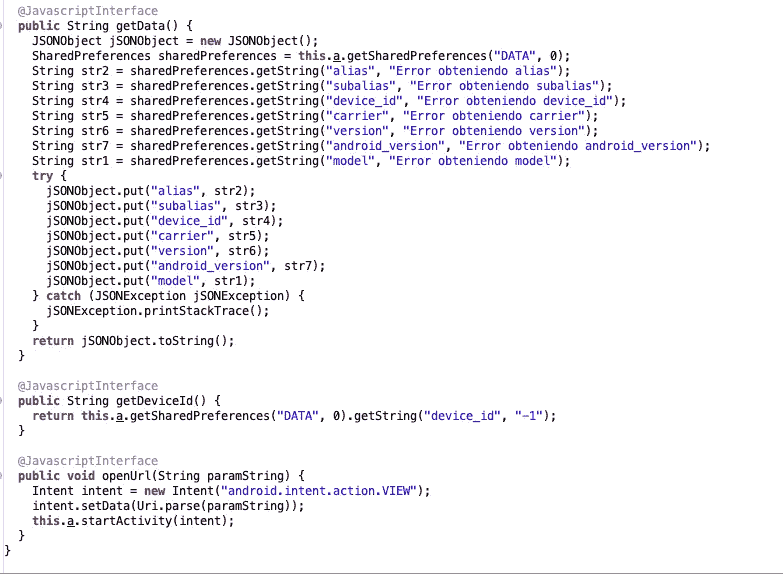 @JavascriptInterface
public String getData() {
JSONObject jSONObject = new JSONObject();
SharedPreferences sharedPreferences = this.a.getSharedPreferences("DATA", 0);
String str2 = sharedPreferences.getString("alias", "Error obteniendo alias");
String str3 = sharedPreferences.getString("subalias", "Error obteniendo subalias");
String str4 = sharedPreferences.getString("device_id", "Error obteniendo device_id");
String str5 = sharedPreferences.getString("carrier", "Error obteniendo carrier");
String str6 = sharedPreferences.getString("version", "Error obteniendo version");
String str7 = sharedPreferences.getString("android_version", "Error obteniendo android_version");
String str1 = sharedPreferences.getString("model", "Error obteniendo model");
try {
jSONObject.put("alias", str2);
jSONObject.put("subalias", str3);
jSONObject.put("device_id", str4);
jSONObject.put("carrier", str5);
jSONObject.put("version", str6);
jSONObject.put("android_version", str7);
jSONObject.put("model", str1);
} catch (JSONException jSONException) {
jSONException.printStackTrace();
}
return jSONObject.toString();
}
@JavascriptInterface
public String getDeviceId() {
return this.a.getSharedPreferences("DATA", 0).getString("device_id", "-1");
}
@JavascriptInterface
public void openUrl(String paramString) {
Intent intent = new Intent("android.intent.action.VIEW");
intent.setData(Uri.parse(paramString));
this.a.startActivity(intent);
}
}